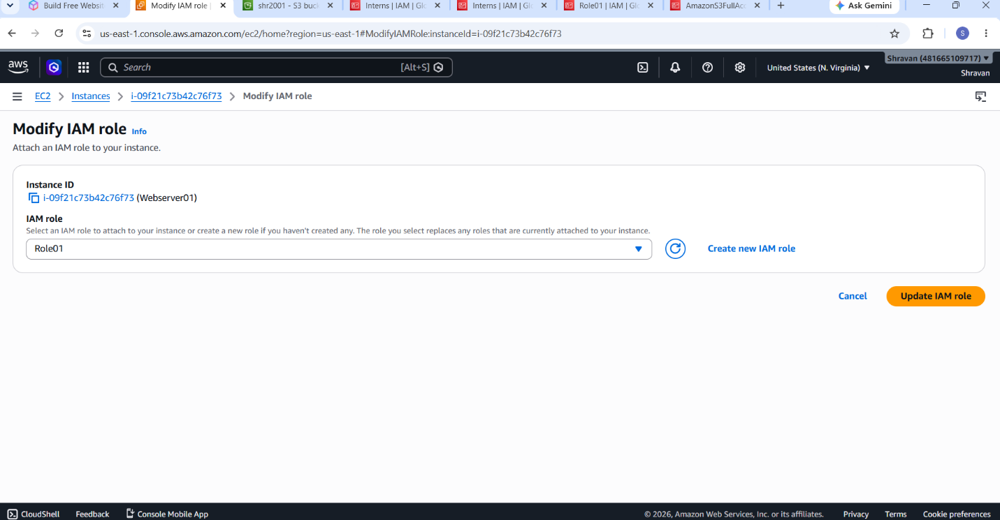 Build Free Websit
Modify IAM role |
shr2001 - S3 buck
Interns | IAM | Glo
Interns | IAM | Glo
Role01 | IAM | Glo
AmazonS3FullAcc
Ask Gemini
us-east-1.console.aws.amazon.com/ec2/home?region=us-east-1#ModifyIAMRole:instanceId=i-09f21c73b42c76f73
S
aws
Search
[Alt+S]
United States (N. Virginia)
Shravan (481665109717)
Shravan
EC2
Instances
i-09f21c73b42c76f73
Modify IAM role
Modify IAM role Info
Attach an IAM role to your instance.
Instance ID
i-09f21c73b42c76f73 (Webserver01)
IAM role
Select an IAM role to attach to your instance or create a new role if you haven't created any. The role you select replaces any roles that are currently attached to your instance.
Role01
Create new IAM role
Cancel
Update IAM role
CloudShell
Feedback
Console Mobile App
© 2026, Amazon Web Services, Inc. or its affiliates.
Privacy
Terms
Cookie preferences